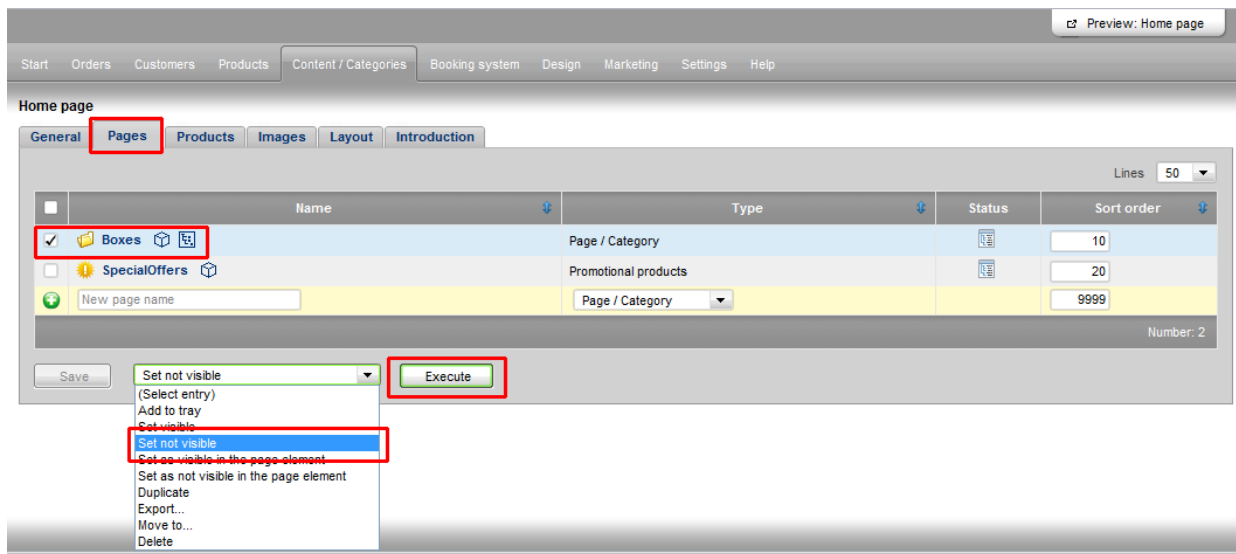 Preview: Home page
Start Orders Customers Products Content / Categories Booking system Design Marketing Settings Help
Home page
General Pages Products Images Layout Introduction
Lines 50
Name Type Status Sort order
Boxes Page / Category 10
SpecialOffers Promotional products 20
New page name Page / Category 9999
Number: 2
Save Set not visible Execute
(Select entry)
Add to tray
Set visible
Set not visible
Set as visible in the page element
Set as not visible in the page element
Duplicate
Export...
Move to...
Delete